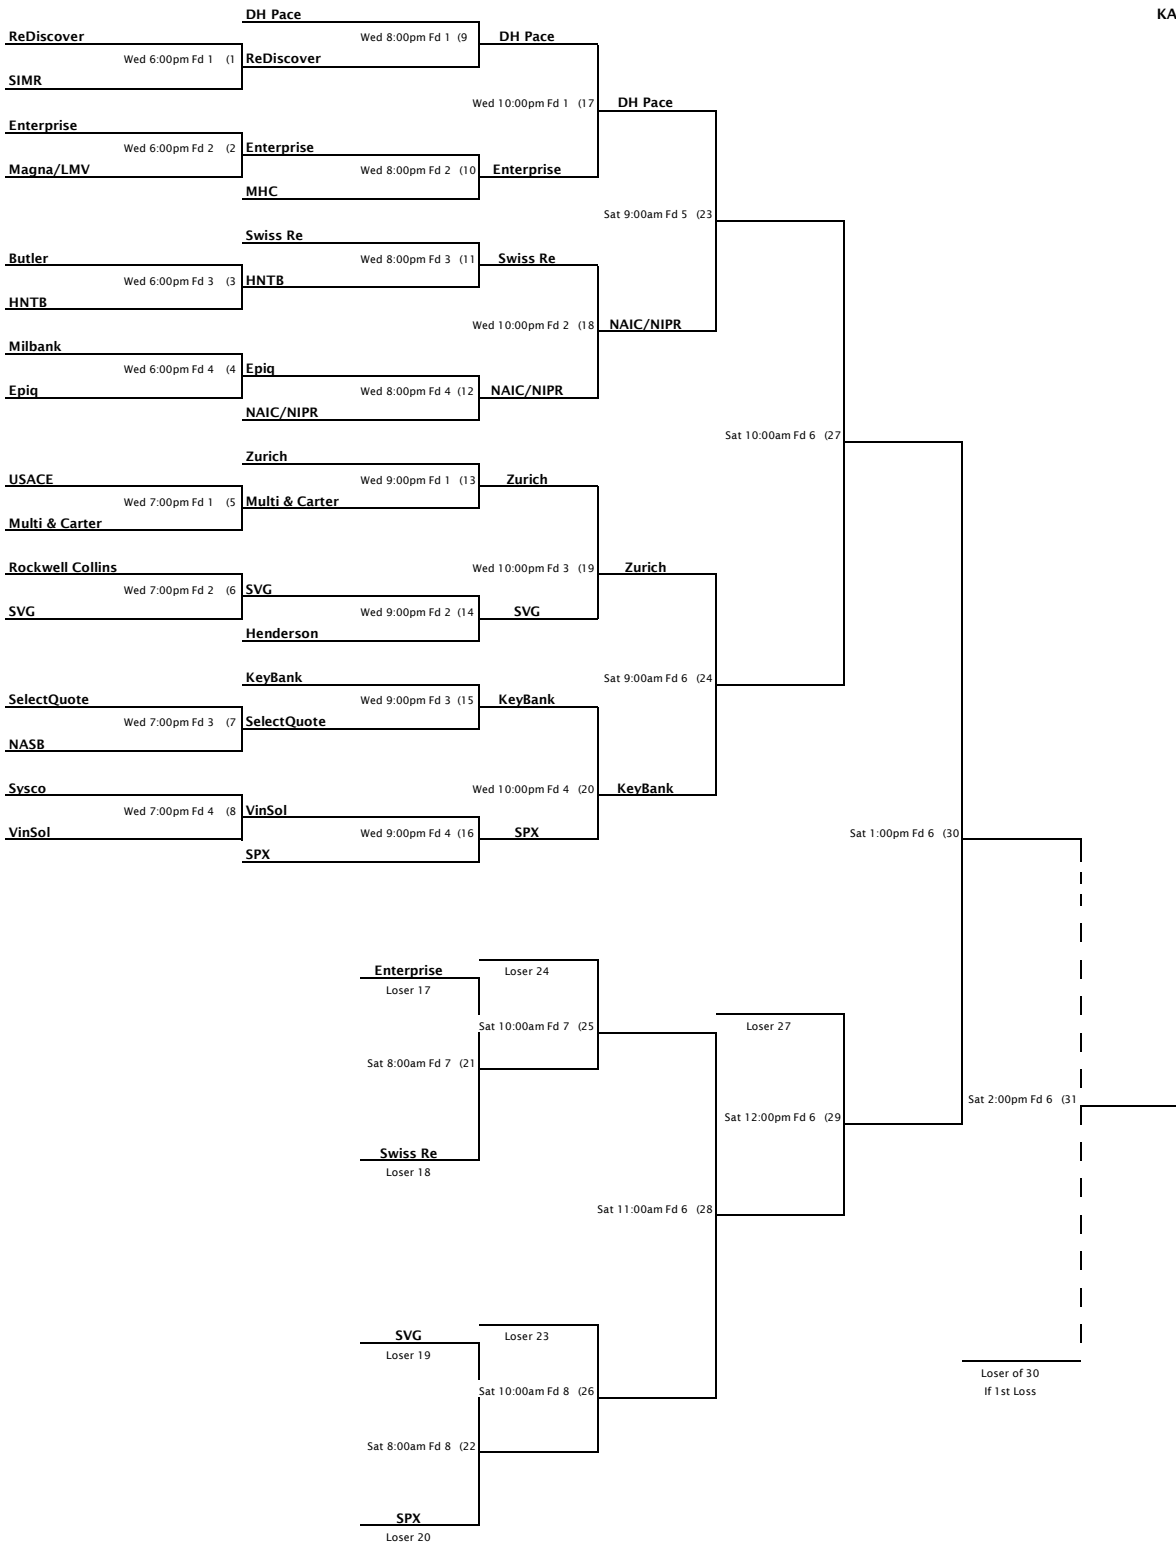 DH Pace
KA
ReDiscover
Wed 8:00pm Fd 1 (9
DH Pace
Wed 6:00pm Fd 1 (1
ReDiscover
SIMR
Wed 10:00pm Fd 1 (17
DH Pace
Enterprise
Wed 6:00pm Fd 2 (2
Enterprise
Magna/LMV
Wed 8:00pm Fd 2 (10
Enterprise
MHC
Sat 9:00am Fd 5 (23
Swiss Re
Butler
Wed 8:00pm Fd 3 (11
Swiss Re
Wed 6:00pm Fd 3 (3
HNTB
HNTB
Wed 10:00pm Fd 2 (18
NAIC/NIPR
Milbank
Wed 6:00pm Fd 4 (4
Epiq
Epiq
Wed 8:00pm Fd 4 (12
NAIC/NIPR
NAIC/NIPR
Sat 10:00am Fd 6 (27
Zurich
USACE
Wed 9:00pm Fd 1 (13
Zurich
Wed 7:00pm Fd 1 (5
Multi & Carter
Multi & Carter
Rockwell Collins
Wed 10:00pm Fd 3 (19
Zurich
Wed 7:00pm Fd 2 (6
SVG
SVG
Wed 9:00pm Fd 2 (14
SVG
Henderson
KeyBank
Sat 9:00am Fd 6 (24
SelectQuote
Wed 9:00pm Fd 3 (15
KeyBank
Wed 7:00pm Fd 3 (7
SelectQuote
NASB
Sysco
Wed 10:00pm Fd 4 (20
KeyBank
Wed 7:00pm Fd 4 (8
VinSol
VinSol
Wed 9:00pm Fd 4 (16
SPX
Sat 1:00pm Fd 6 (30
SPX
Enterprise
Loser 24
Loser 17
Sat 10:00am Fd 7 (25
Loser 27
Sat 8:00am Fd 7 (21
Sat 2:00pm Fd 6 (31
Sat 12:00pm Fd 6 (29
Swiss Re
Loser 18
Sat 11:00am Fd 6 (28
SVG
Loser 23
Loser 19
Loser of 30
Sat 10:00am Fd 8 (26
If 1st Loss
Sat 8:00am Fd 8 (22
SPX
Loser 20